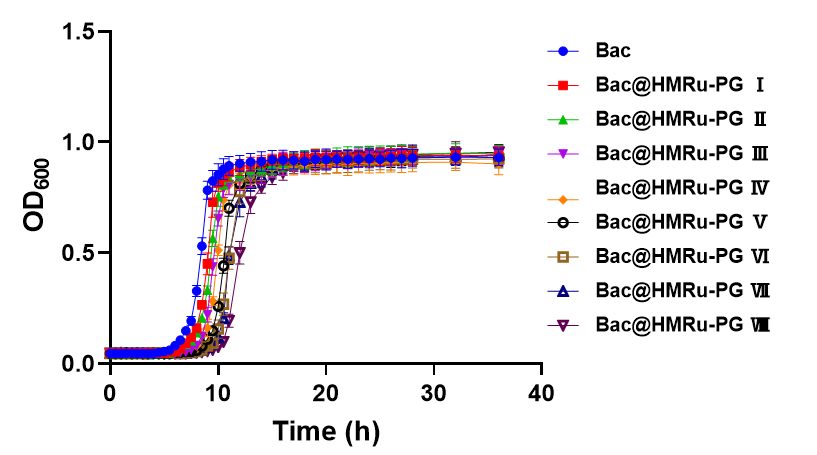 1.5
1.0
0.5
0.0
OD600
0
10
20
30
40
Time (h)
Bac
Bac@HMRu-PG Ⅰ
Bac@HMRu-PG Ⅱ
Bac@HMRu-PG Ⅲ
Bac@HMRu-PG Ⅳ
Bac@HMRu-PG Ⅴ
Bac@HMRu-PG Ⅵ
Bac@HMRu-PG Ⅶ
Bac@HMRu-PG Ⅷ